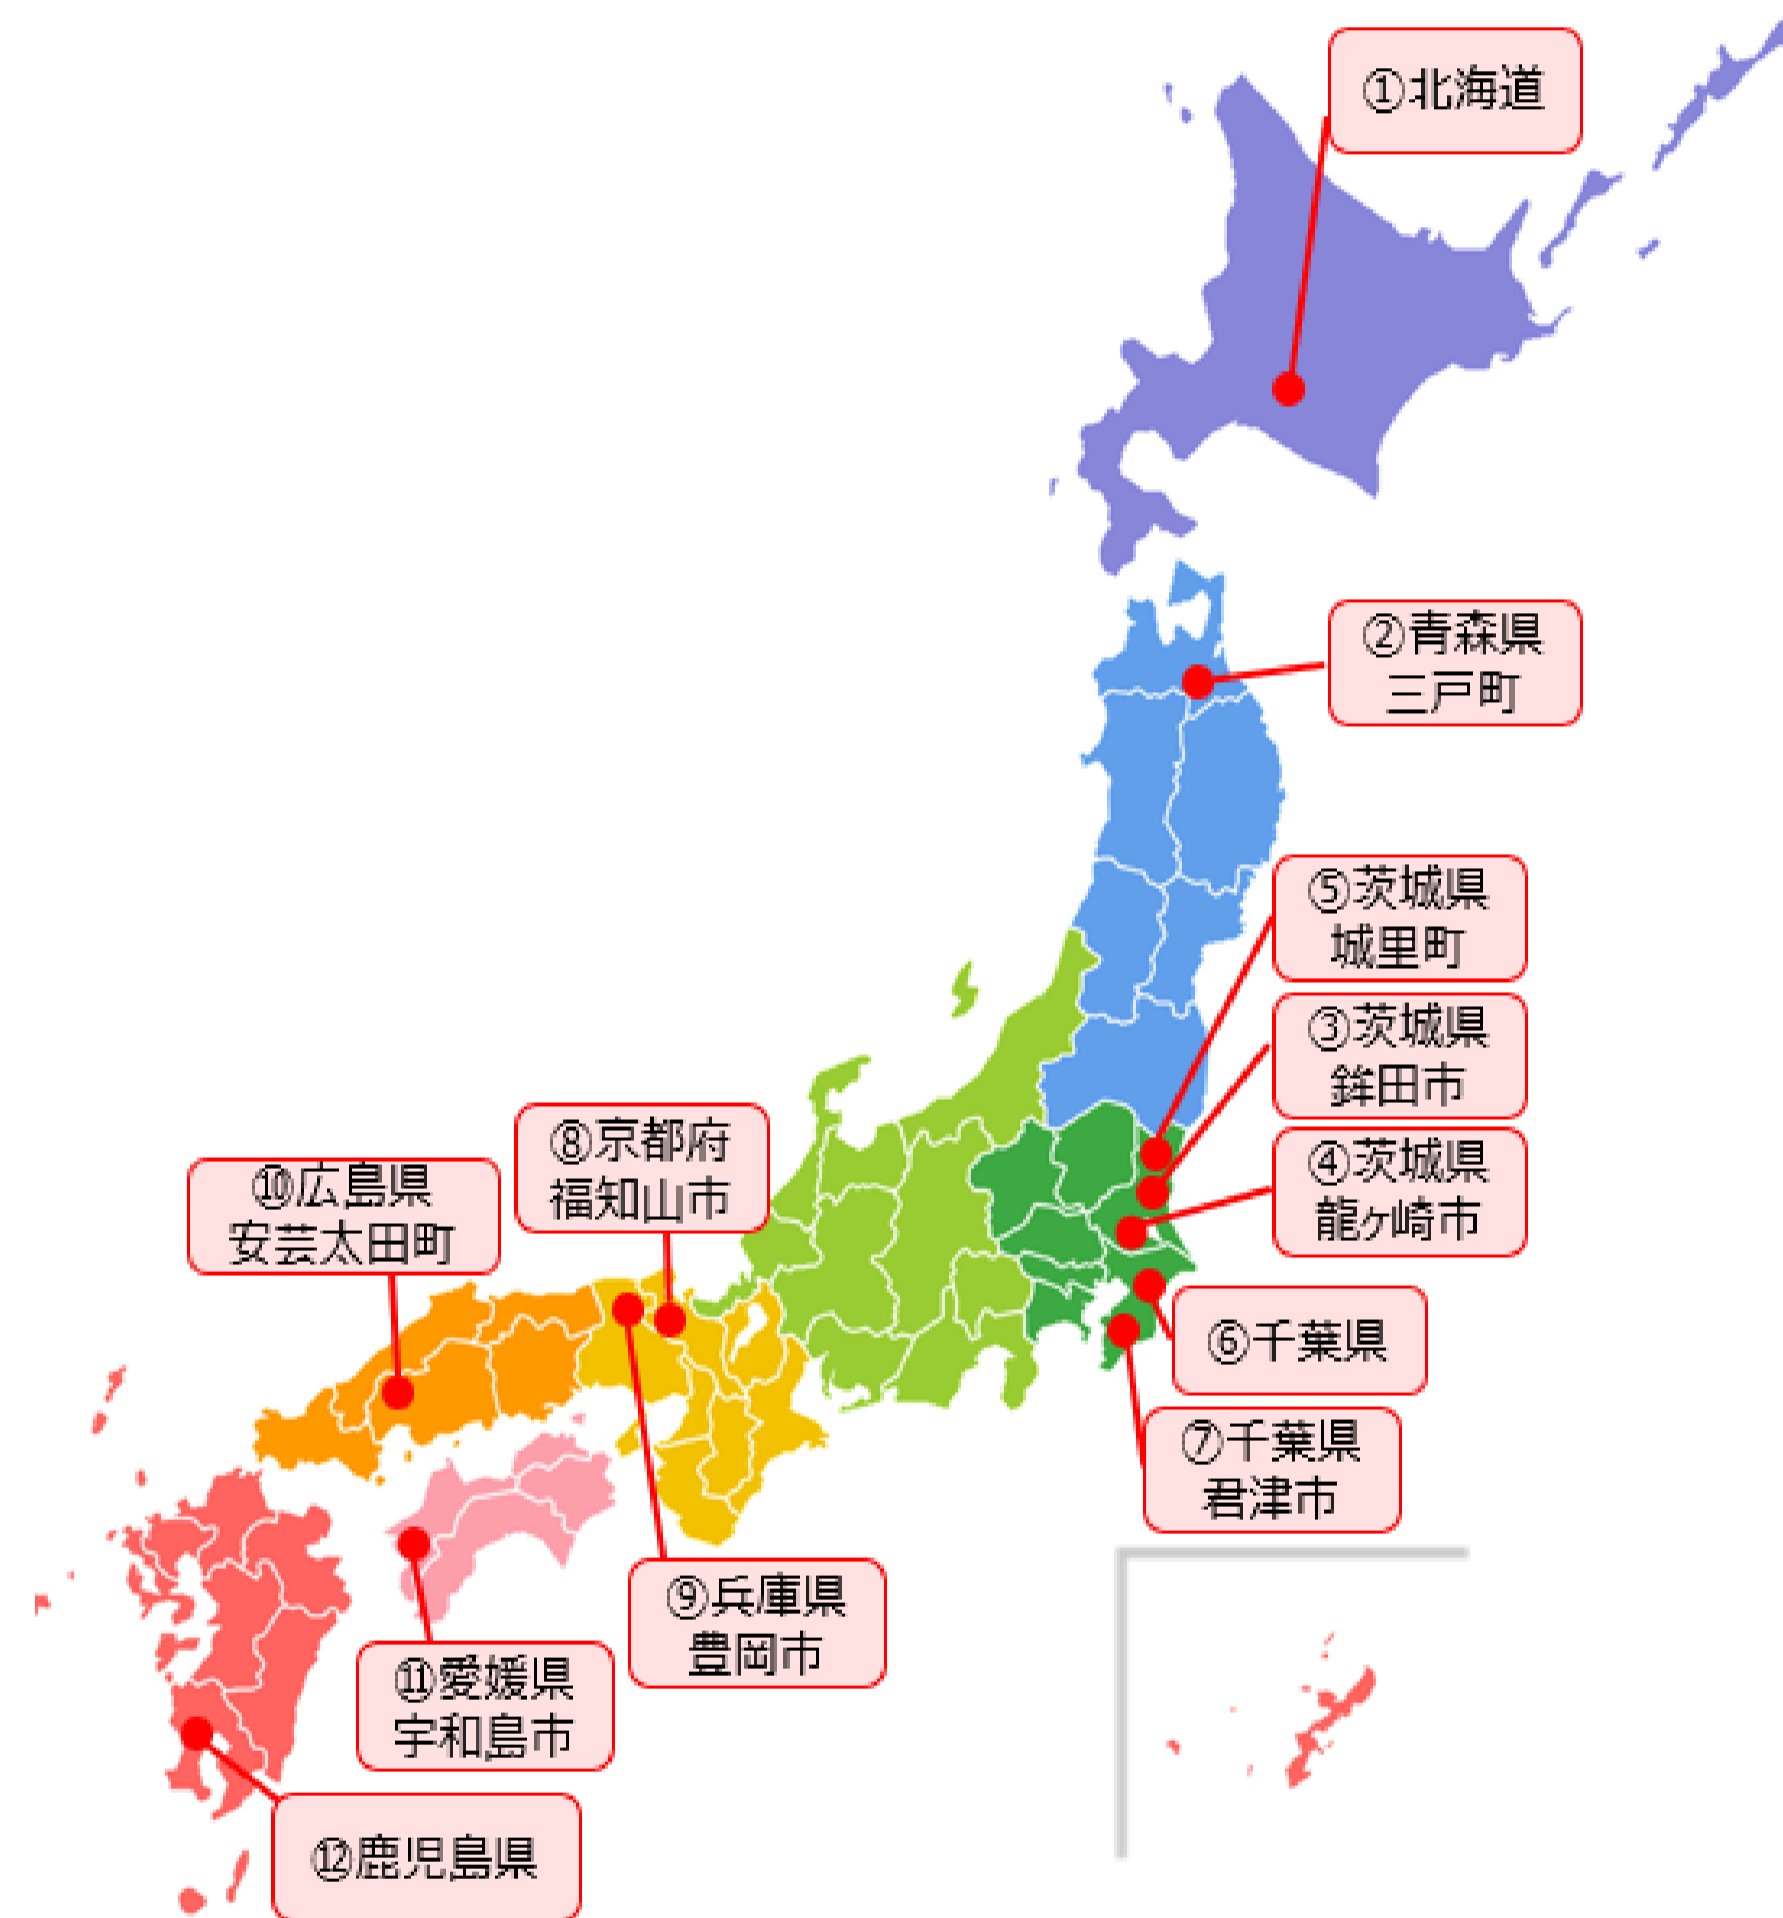 ①北海道
②青森県
三戸町
⑤茨城県
城里町
③茨城県
鉾田市
④茨城県
龍ヶ崎市
⑥千葉県
⑦千葉県
君津市
⑧京都府
福知山市
⑨兵庫県
豊岡市
⑩広島県
安芸太田町
⑪愛媛県
宇和島市
⑫鹿児島県